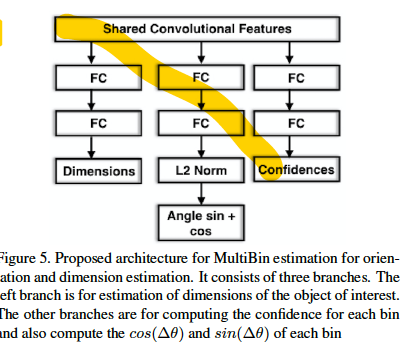 Shared Convolutional Features
FC FC FC
FC FC FC
Dimensions L2 Norm Confidences
Angle sin +
cos
Figure 5. Proposed architecture for MultiBin estimation for orien-
tation and dimension estimation. It consists of three branches. The
left branch is for estimation of dimensions of the object of interest.
The other branches are for computing the confidence for each bin
and also compute the cos(Δθ) and sin(Δθ) of each bin